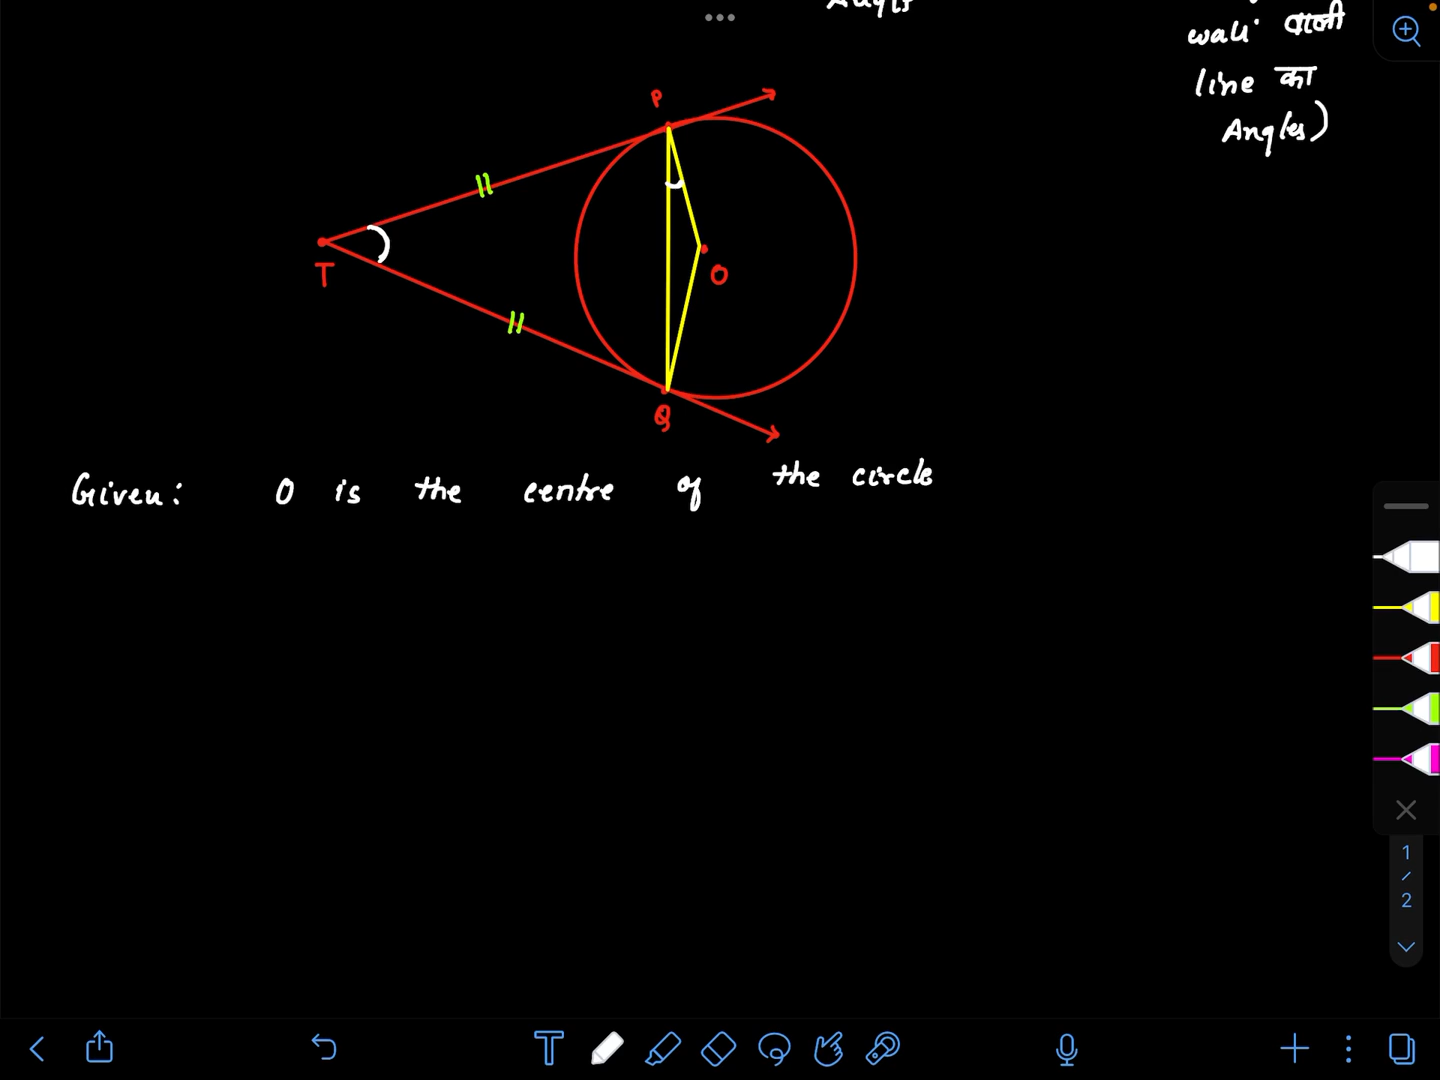 wali वाली
line का
Angles)
P
T
O
Q
Given: O is the centre of the circle
1
/
2
T